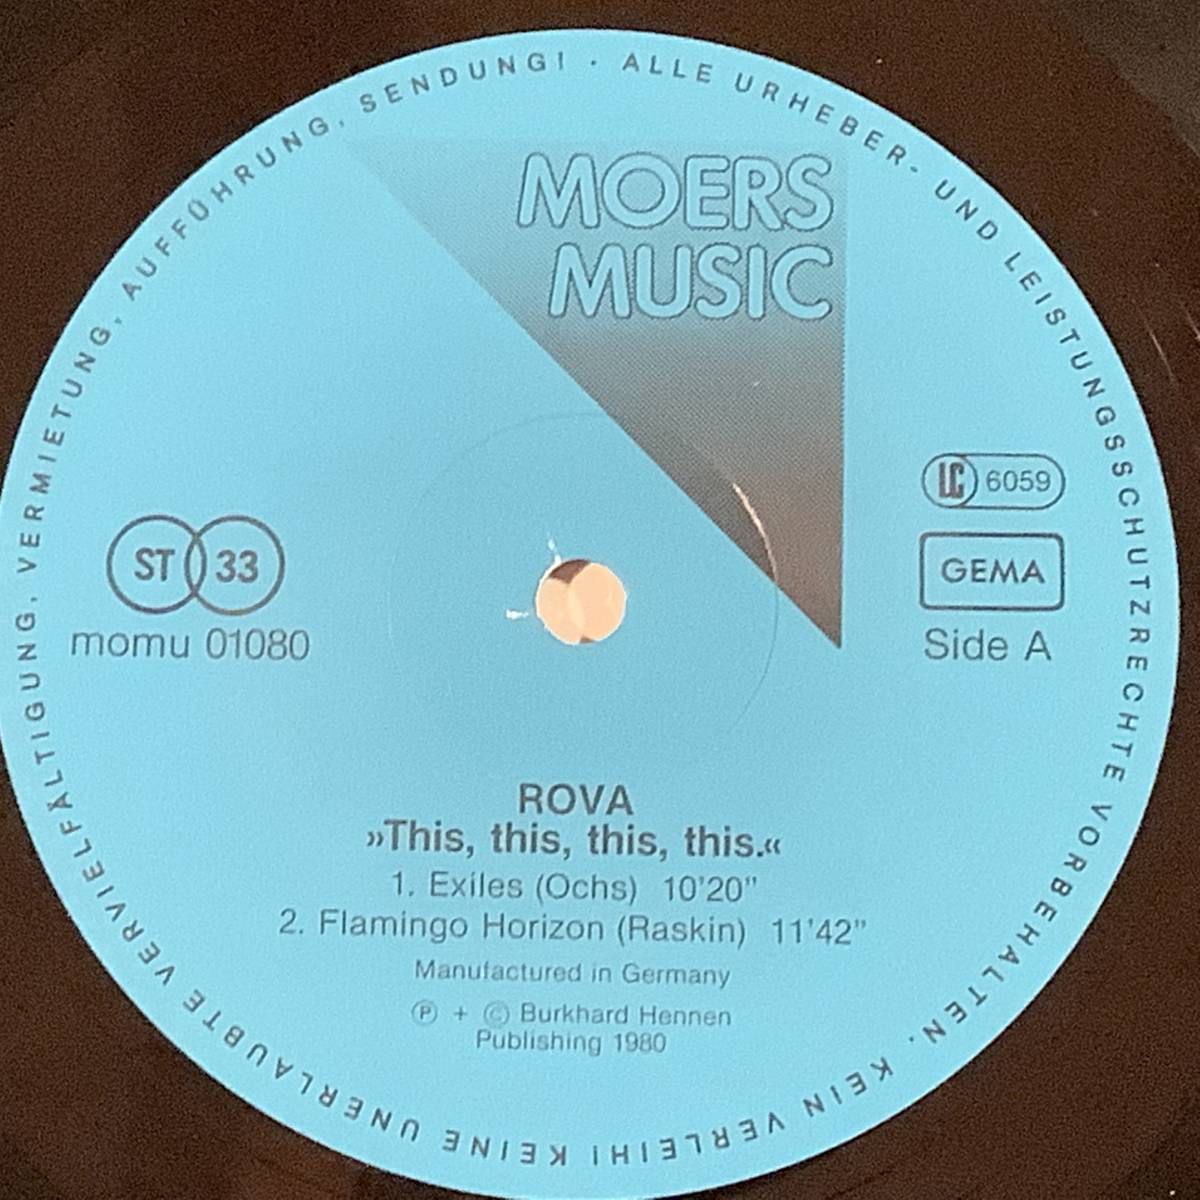 ALLE URHEBER- UND LEISTUNGSSCHUTZRECHTE VORBEHALTEN. KEIN VERLEIH! KEINE UNERLAUBTE VERVIELFÄLTIGUNG, VERMIETUNG, AUFFÜHRUNG, SENDUNG! ·
MOERS
MUSIC
LC 6059
ST 33
GEMA
momu 01080
Side A
ROVA
»This, this, this, this.«
1. Exiles (Ochs) 10'20"
2. Flamingo Horizon (Raskin) 11'42"
Manufactured in Germany
Ⓟ + © Burkhard Hennen
Publishing 1980